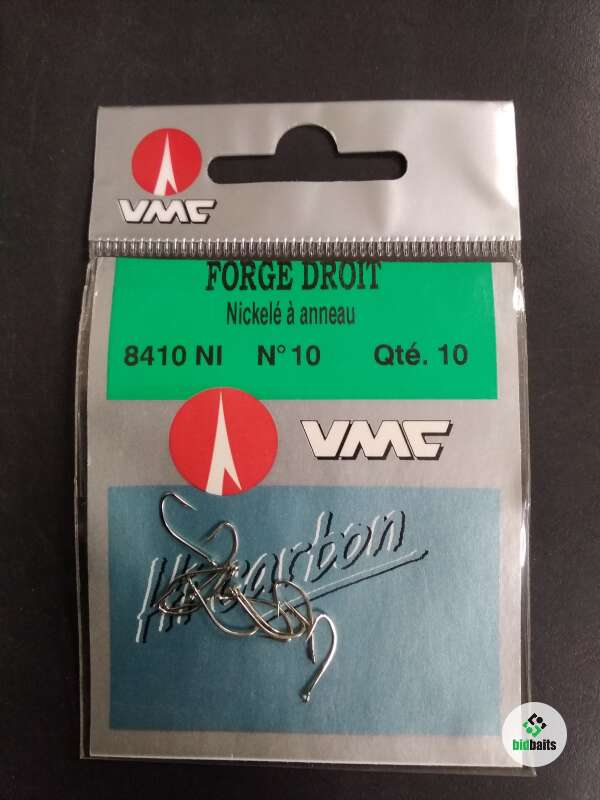 VMC
FORGE DROIT
Nickelé à anneau
8410 NI N° 10 Qté. 10
VMC
Hi carbon
bidbaits